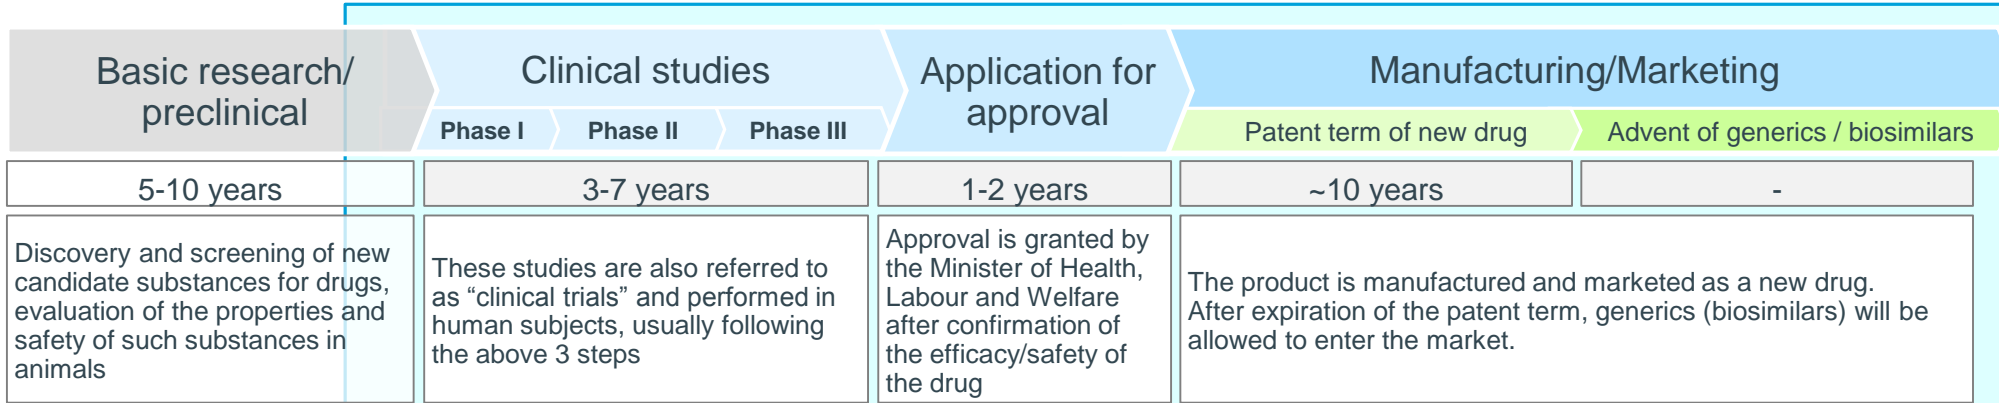 Basic research/
preclinical
Clinical studies
Phase I
Phase II
Phase III
Application for
approval
Manufacturing/Marketing
Patent term of new drug
Advent of generics / biosimilars
5-10 years
3-7 years
1-2 years
~10 years
-
Discovery and screening of new
candidate substances for drugs,
evaluation of the properties and
safety of such substances in
animals
These studies are also referred to
as “clinical trials” and performed in
human subjects, usually following
the above 3 steps
Approval is granted by
the Minister of Health,
Labour and Welfare
after confirmation of
the efficacy/safety of
the drug
The product is manufactured and marketed as a new drug.
After expiration of the patent term, generics (biosimilars) will be
allowed to enter the market.